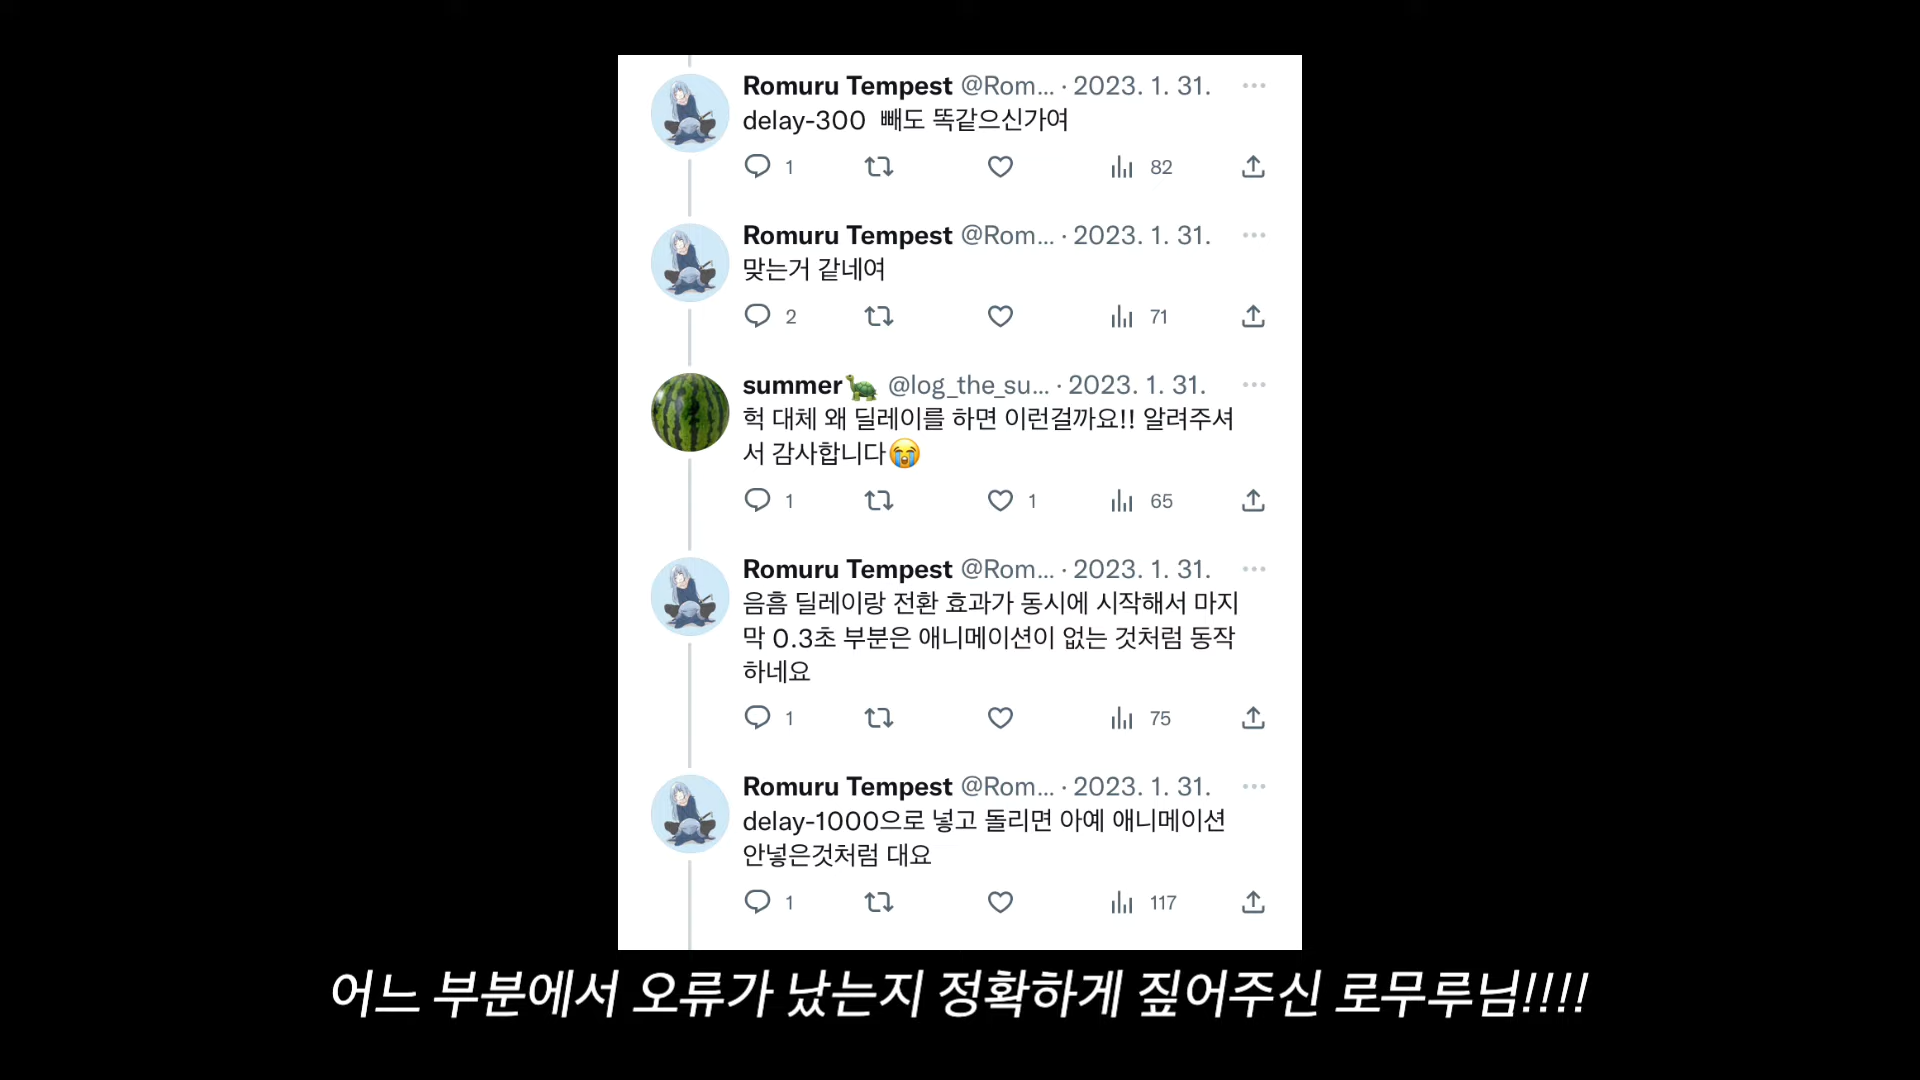 Romuru Tempest @Rom... · 2023. 1. 31.
delay-300 빼도 똑같으신가여
1 82
Romuru Tempest @Rom... · 2023. 1. 31.
맞는거 같네여
2 71
summer🐢 @log_the_su... · 2023. 1. 31.
헉 대체 왜 딜레이를 하면 이런걸까요!! 알려주셔
서 감사합니다😭
1 1 65
Romuru Tempest @Rom... · 2023. 1. 31.
음흠 딜레이랑 전환 효과가 동시에 시작해서 마지
막 0.3초 부분은 애니메이션이 없는 것처럼 동작
하네요
1 75
Romuru Tempest @Rom... · 2023. 1. 31.
delay-1000으로 넣고 돌리면 아예 애니메이션
안넣은것처럼 대요
1 117
어느 부분에서 오류가 났는지 정확하게 짚어주신 로무루님!!!!